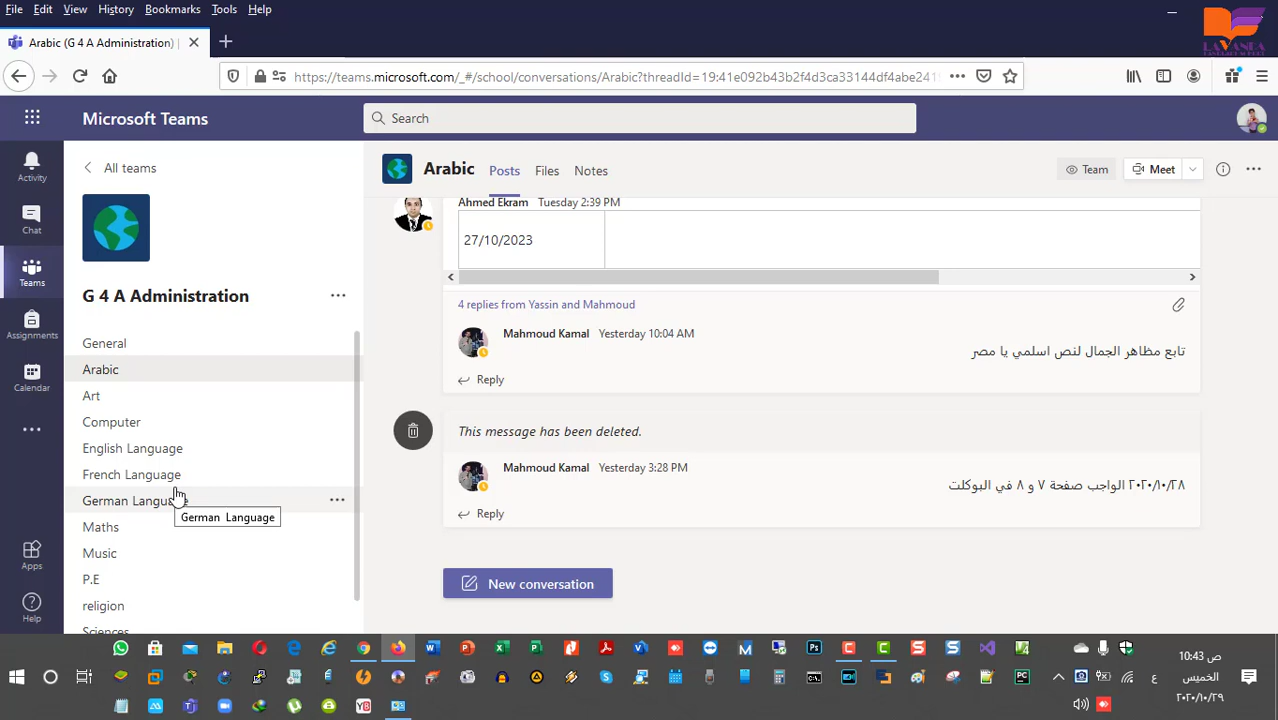 File Edit View History Bookmarks Tools Help
Arabic (G 4 A Administration) |
https://teams.microsoft.com/_#/school/conversations/Arabic?threadId=19:41e092b43b2f4d3ca33144df4abe241
LAVANDA
Microsoft Teams
Search
Activity
Chat
Teams
Assignments
Calendar
Apps
Help
All teams
G 4 A Administration
General
Arabic
Art
Computer
English Language
French Language
German Language
German Language
Maths
Music
P.E
religion
Sciences
Arabic Posts Files Notes
Team
Meet
Ahmed Ekram Tuesday 2:39 PM
27/10/2023
4 replies from Yassin and Mahmoud
Mahmoud Kamal Yesterday 10:04 AM
تابع مظاهر الجمال لنص اسلمي يا مصر
Reply
This message has been deleted.
Mahmoud Kamal Yesterday 3:28 PM
٢٠٢٠/١٠/٢٨ الواجب صفحة ٧ و ٨ في البوكلت
Reply
New conversation
ص 10:43
الخميس
٢٠٢٠/١٠/٢٩
ع